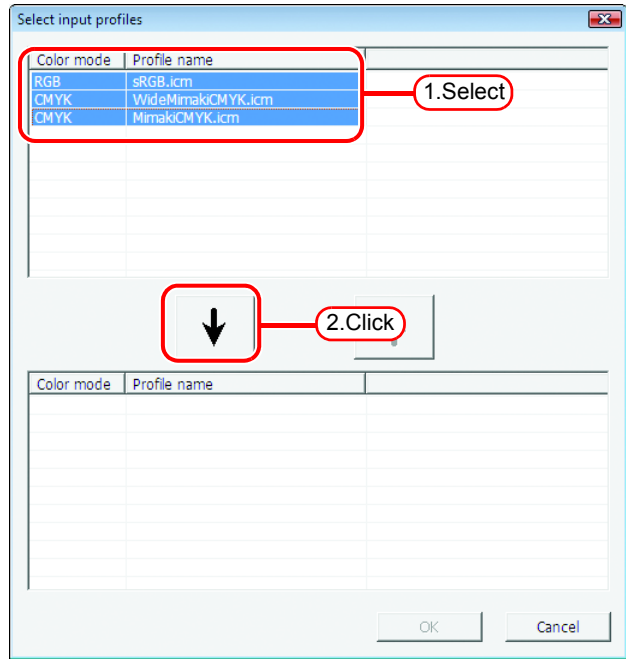 Select input profiles
Color mode Profile name
RGB sRGB.icm
CMYK WideMimakiCMYK.icm
CMYK MimakiCMYK.icm
1.Select
2.Click
Color mode Profile name
OK Cancel